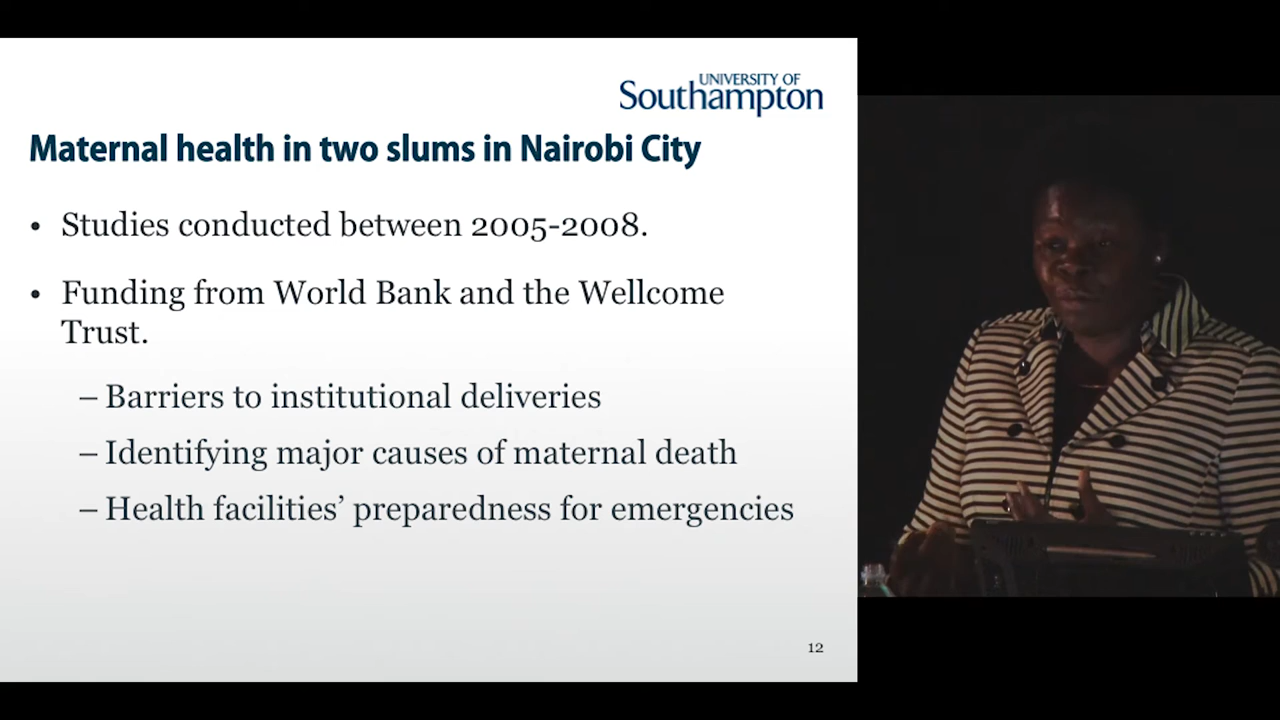 UNIVERSITY OF
Southampton
Maternal health in two slums in Nairobi City
• Studies conducted between 2005-2008.
• Funding from World Bank and the Wellcome
Trust.
– Barriers to institutional deliveries
– Identifying major causes of maternal death
– Health facilities’ preparedness for emergencies
12